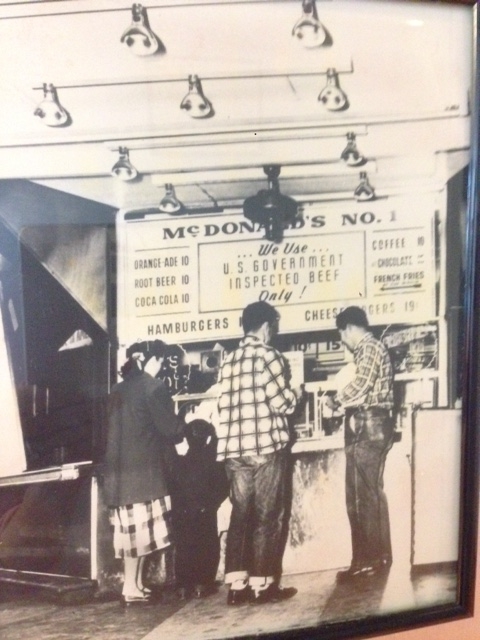 McDONALD'S NO. 1
ORANGE-ADE 10
ROOT BEER 10
COCA COLA 10
... We Use ...
U.S. GOVERNMENT
INSPECTED BEEF
Only!
COFFEE 10
CHOCOLATE
FRENCH FRIES
HAMBURGERS
19